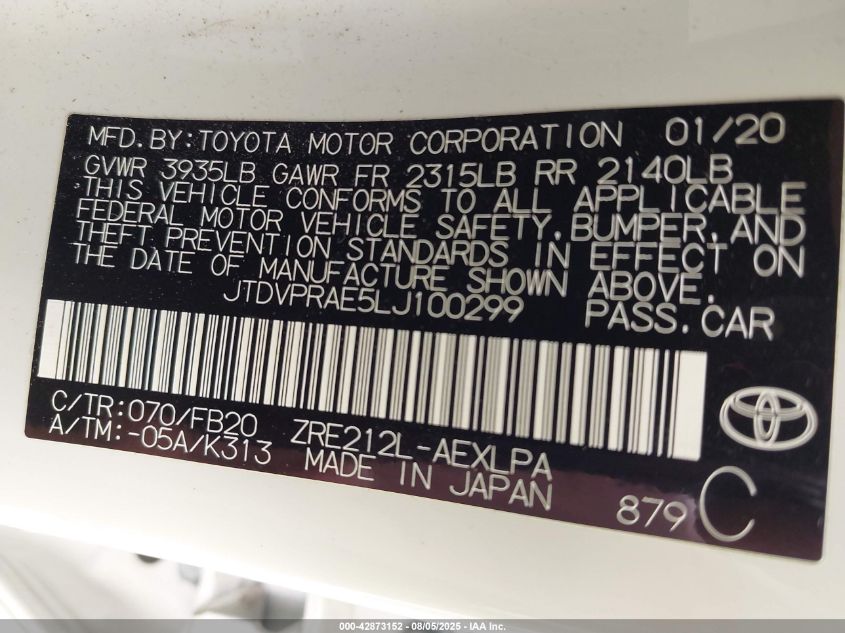 MFD.BY:TOYOTA MOTOR CORPORATION 01/20
GVWR 3935LB GAWR FR 2315LB RR 2140LB
THIS VEHICLE CONFORMS TO ALL APPLICABLE
FEDERAL MOTOR VEHICLE SAFETY,BUMPER,AND
THEFT PREVENTION STANDARDS IN EFFECT ON
THE DATE OF MANUFACTURE SHOWN ABOVE.
JTDVPRAE5LJ100299 PASS.CAR
C/TR:070/FB20 ZRE212L-AEXLPA
A/TM:-05A/K313 MADE IN JAPAN
879 C
000-42873152 - 08/05/2025 - IAA Inc.